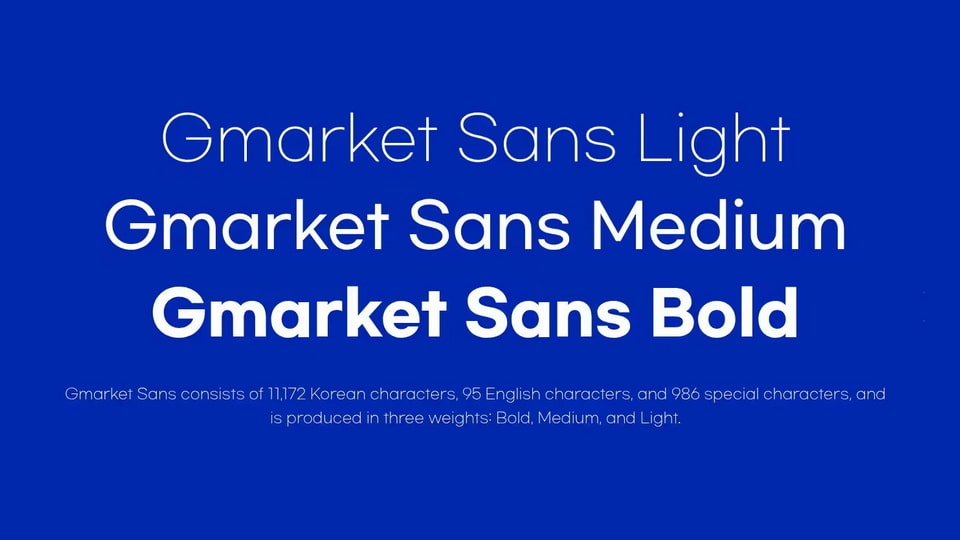 Gmarket Sans Light
Gmarket Sans Medium
Gmarket Sans Bold
Gmarket Sans consists of 11,172 Korean characters, 95 English characters, and 986 special characters, and
is produced in three weights: Bold, Medium, and Light.